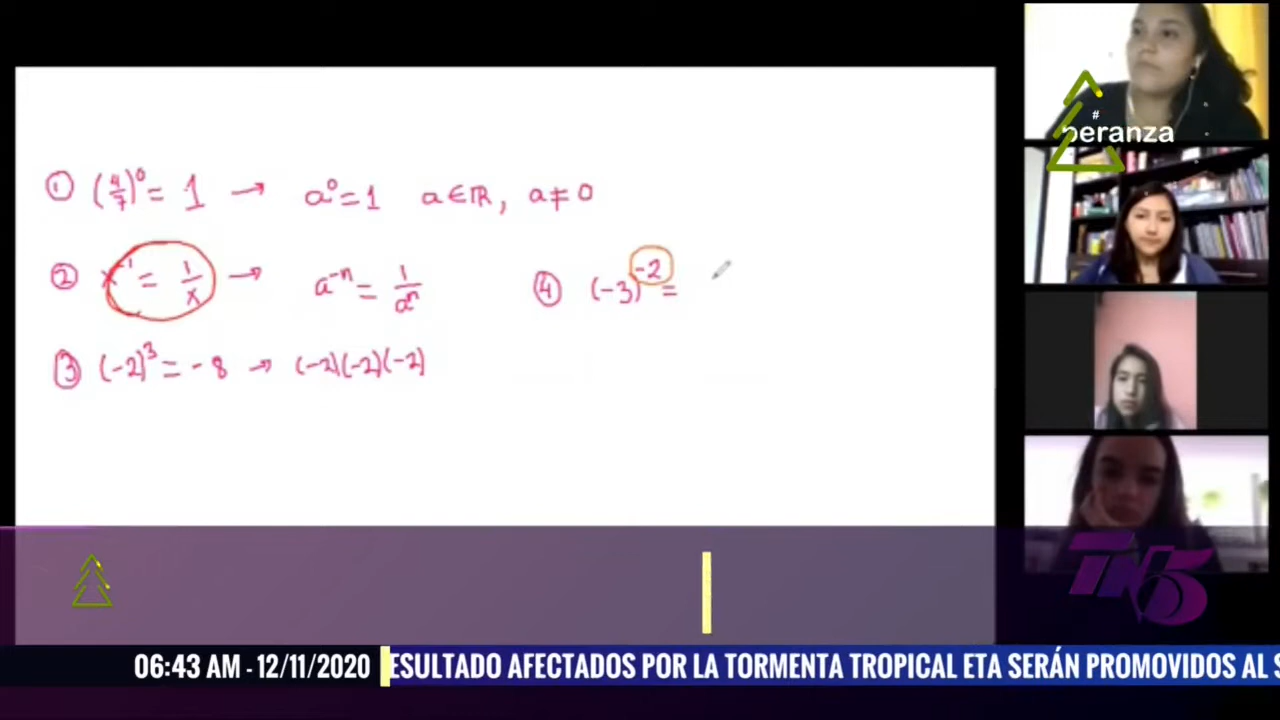 ① (4/7)⁰ = 1 → a⁰ = 1 a ∈ ℝ, a ≠ 0
② x⁻¹ = 1/x → a⁻ⁿ = 1/aⁿ
④ (-3)⁻² =
③ (-2)³ = -8 → (-2)(-2)(-2)
#
peranza
TN5
06:43 AM - 12/11/2020
ESULTADO AFECTADOS POR LA TORMENTA TROPICAL ETA SERÁN PROMOVIDOS AL S